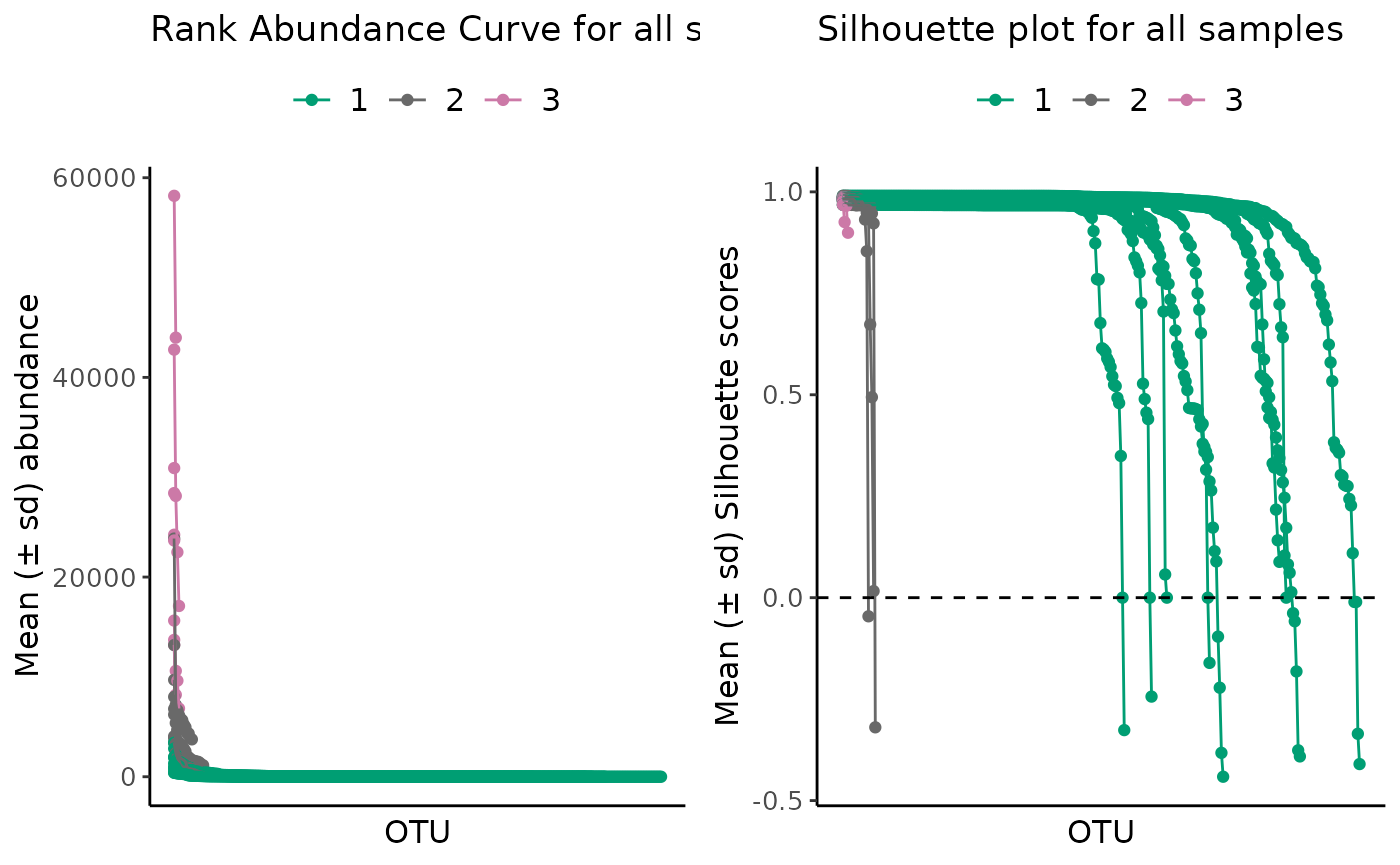 Rank Abundance Curve for all s
1 2 3
Mean (± sd) abundance
60000
40000
20000
0
OTU
Silhouette plot for all samples
1 2 3
Mean (± sd) Silhouette scores
1.0
0.5
0.0
-0.5
OTU